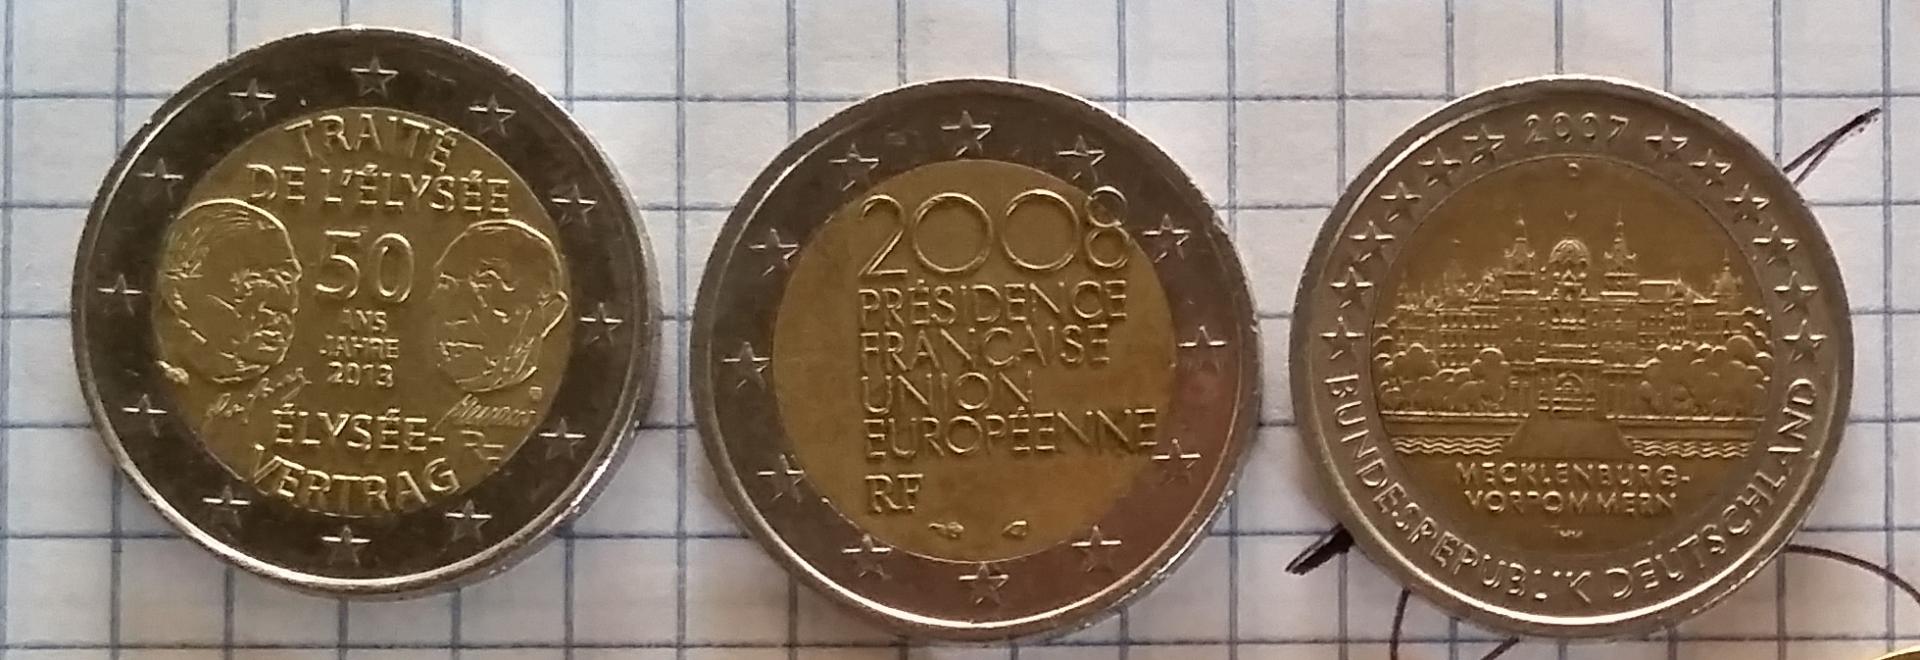 TRAITÉ
DE L'ÉLYSÉE
50
ANS
JAHRE
2013
ÉLYSÉE-
VERTRAG
RF
2008
PRÉSIDENCE
FRANÇAISE
UNION
EUROPÉENNE
RF
2007
D
MECKLENBURG-
VORPOMMERN
BUNDESREPUBLIK DEUTSCHLAND